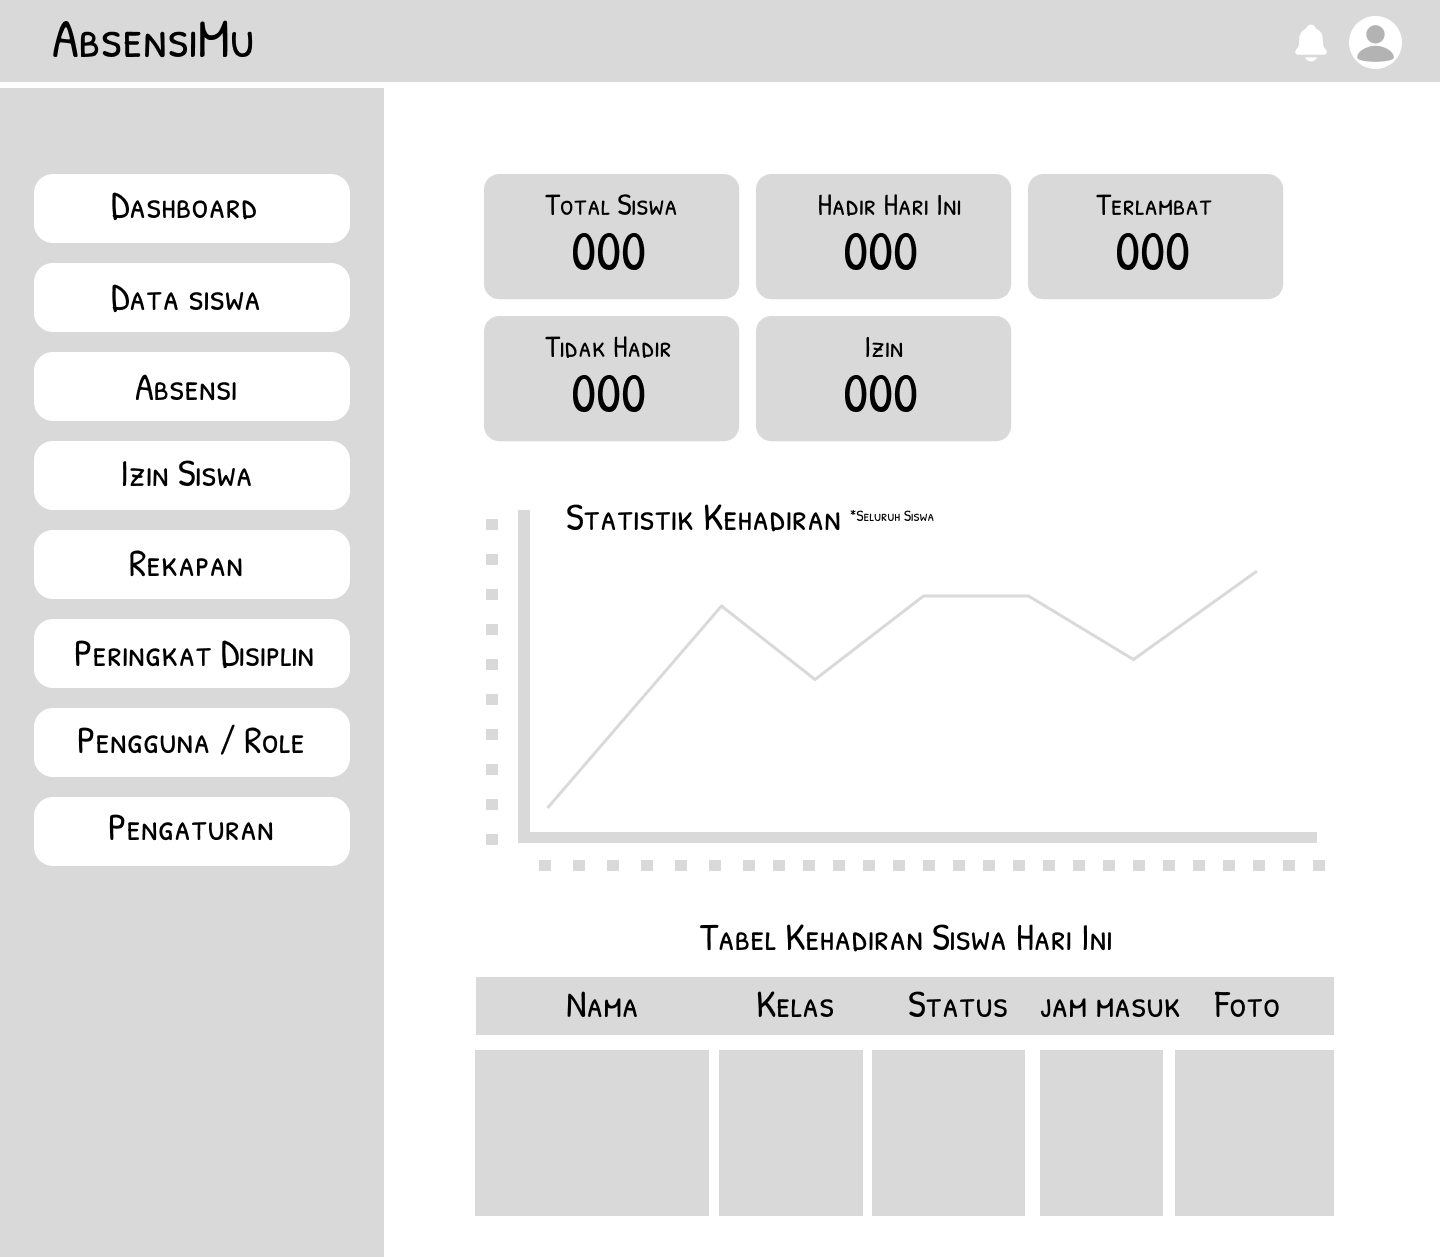 AbsensiMu
Dashboard
Data siswa
Absensi
Izin Siswa
Rekapan
Peringkat Disiplin
Pengguna / Role
Pengaturan
Total Siswa
000
Hadir Hari Ini
000
Terlambat
000
Tidak Hadir
000
Izin
000
Statistik Kehadiran *Seluruh Siswa
Tabel Kehadiran Siswa Hari Ini
Nama Kelas Status jam masuk Foto